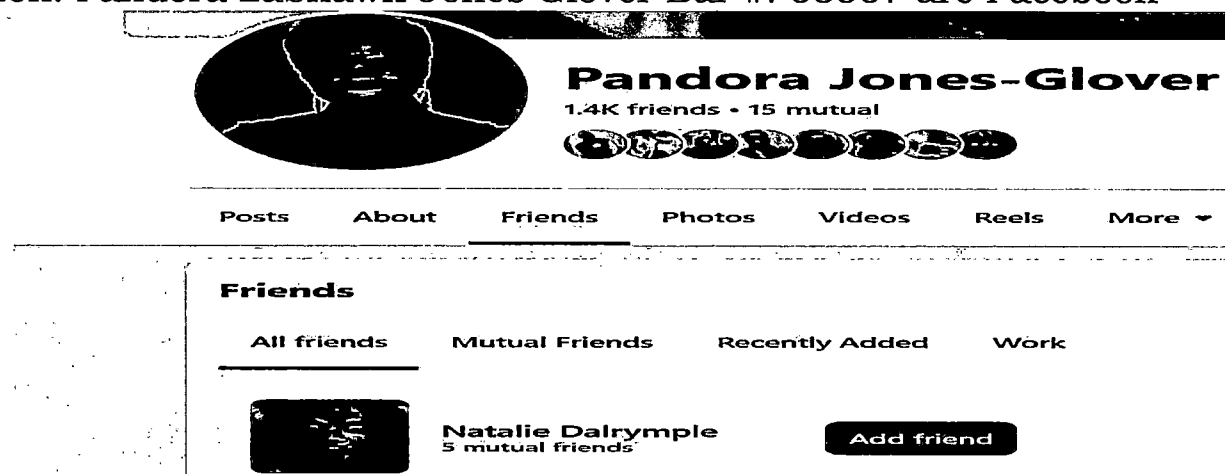 Pandora Jones-Glover
1.4K friends • 15 mutual
Posts About Friends Photos Videos Reels More
Friends
All friends Mutual Friends Recently Added Work
Natalie Dalrymple
5 mutual friends
Add friend